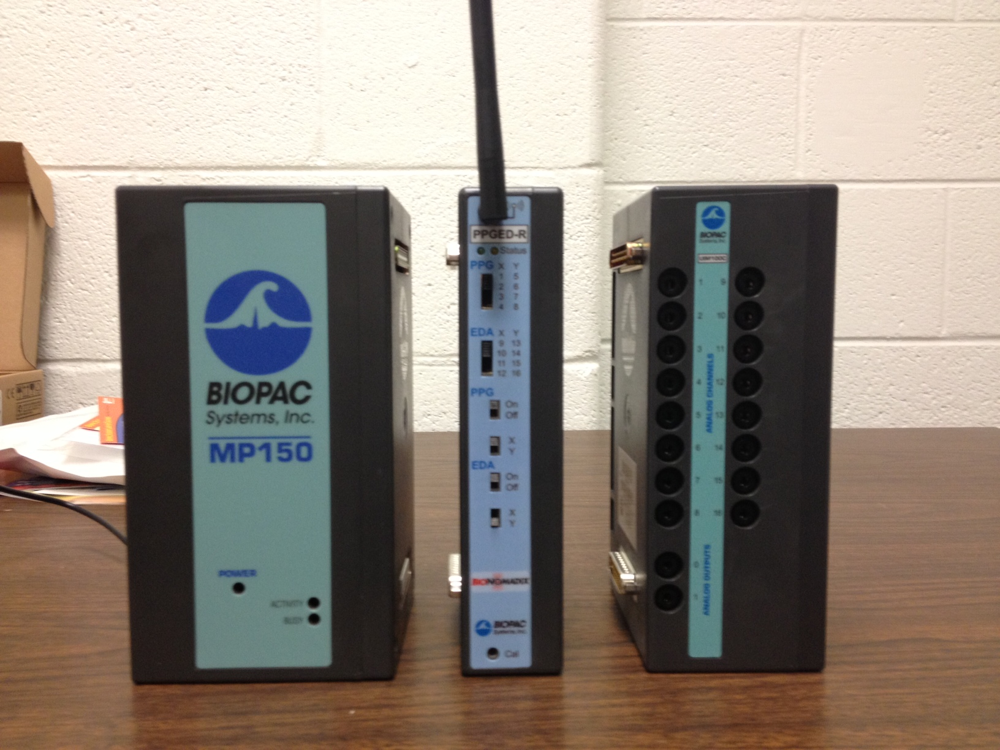 BIOPAC
Systems, Inc.
MP150
POWER
ACTIVITY
BUSY
PPGED-R
Status
PPG X Y
1 5
2 6
3 7
4 8
EDA X Y
9 13
10 14
11 15
12 16
PPG
On
Off
X
Y
EDA
On
Off
X
Y
BIONOMADIX
BIOPAC
Systems, Inc.
Cal
BIOPAC
Systems, Inc.
UIM100C
1 9
2 10
3 11
4 12
5 13
6 14
7 15
8 16
ANALOG CHANNELS
0
1
ANALOG OUTPUTS